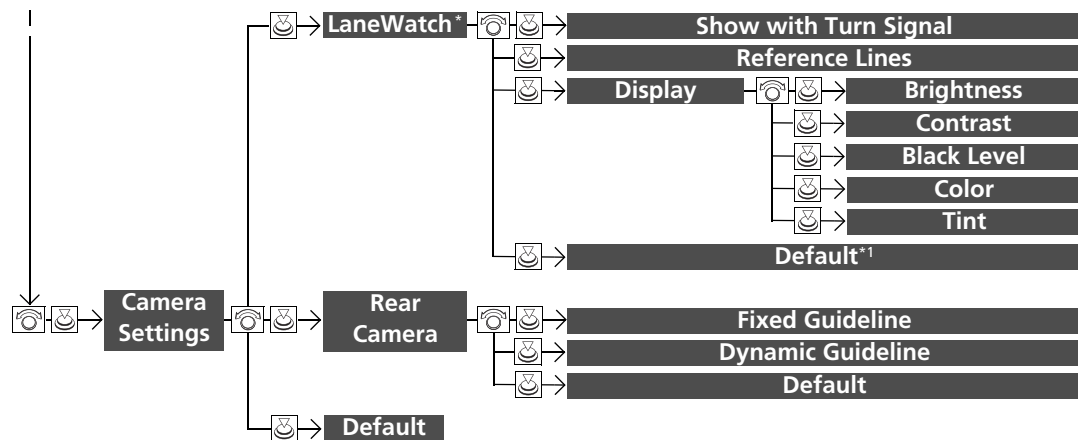 LaneWatch*
Show with Turn Signal
Reference Lines
Display
Brightness
Contrast
Black Level
Color
Tint
Default*1
Camera
Settings
Rear
Camera
Fixed Guideline
Dynamic Guideline
Default
Default